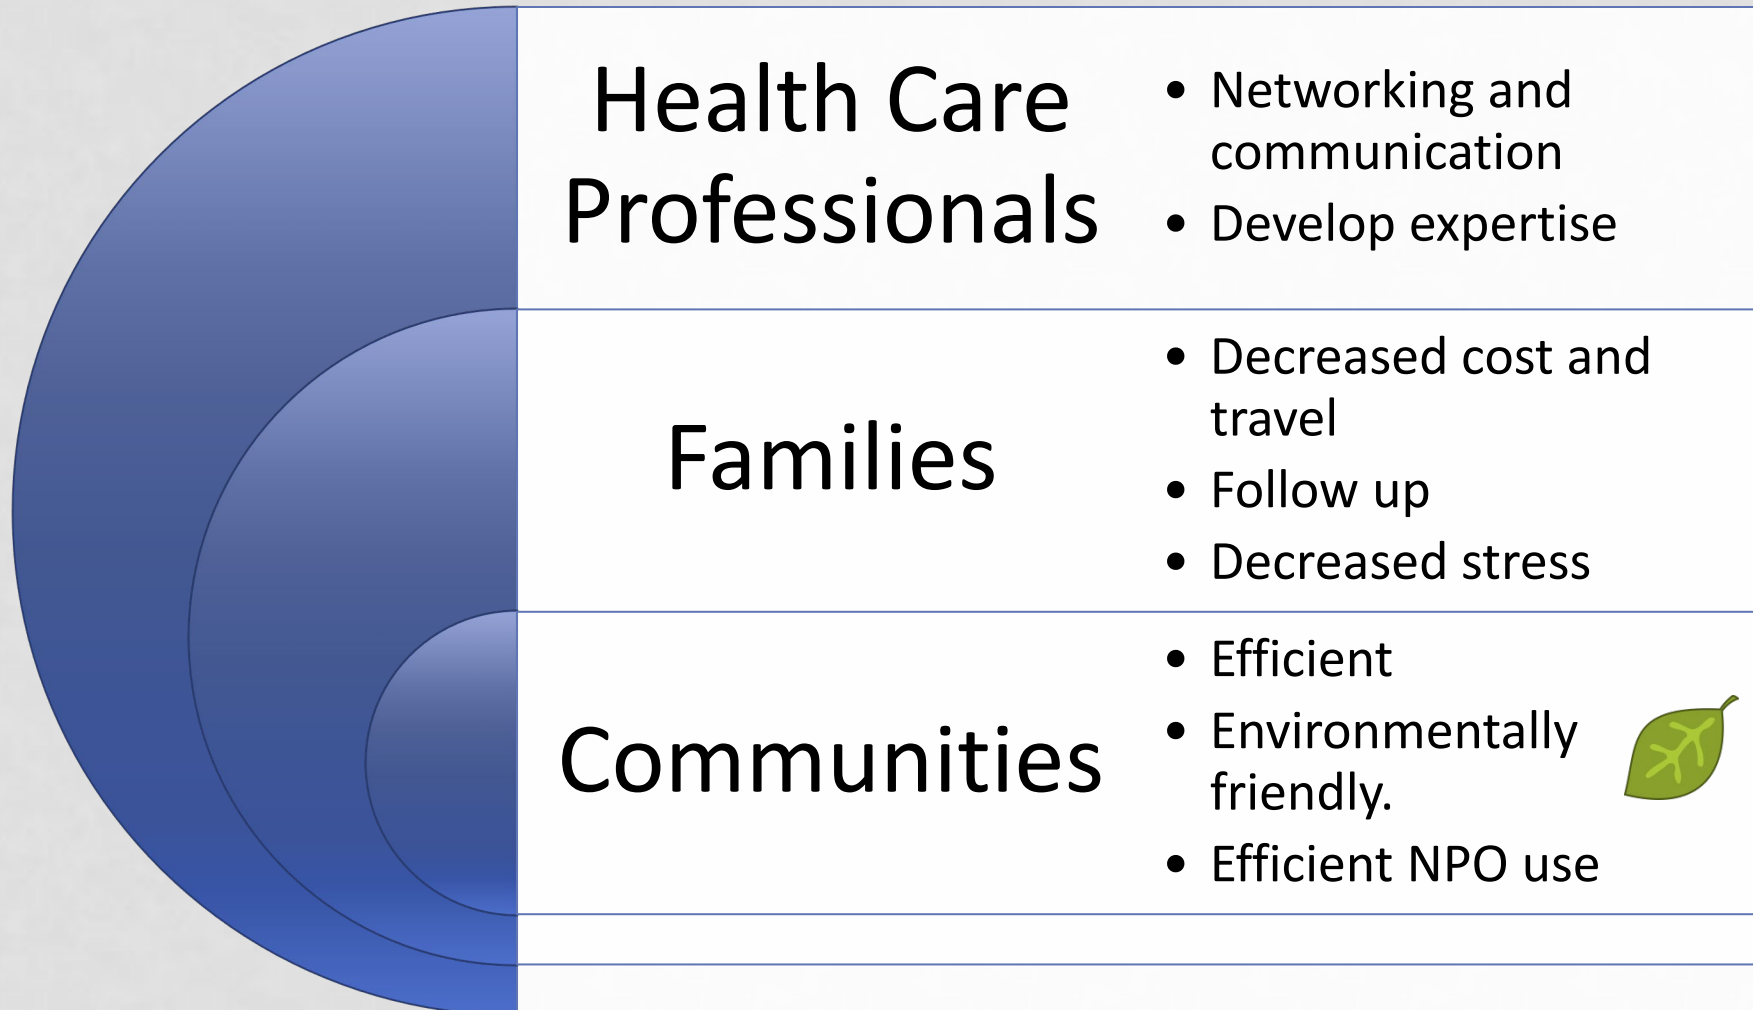 Health Care
Professionals
• Networking and
communication
• Develop expertise
Families
• Decreased cost and
travel
• Follow up
• Decreased stress
Communities
• Efficient
• Environmentally
friendly.
• Efficient NPO use